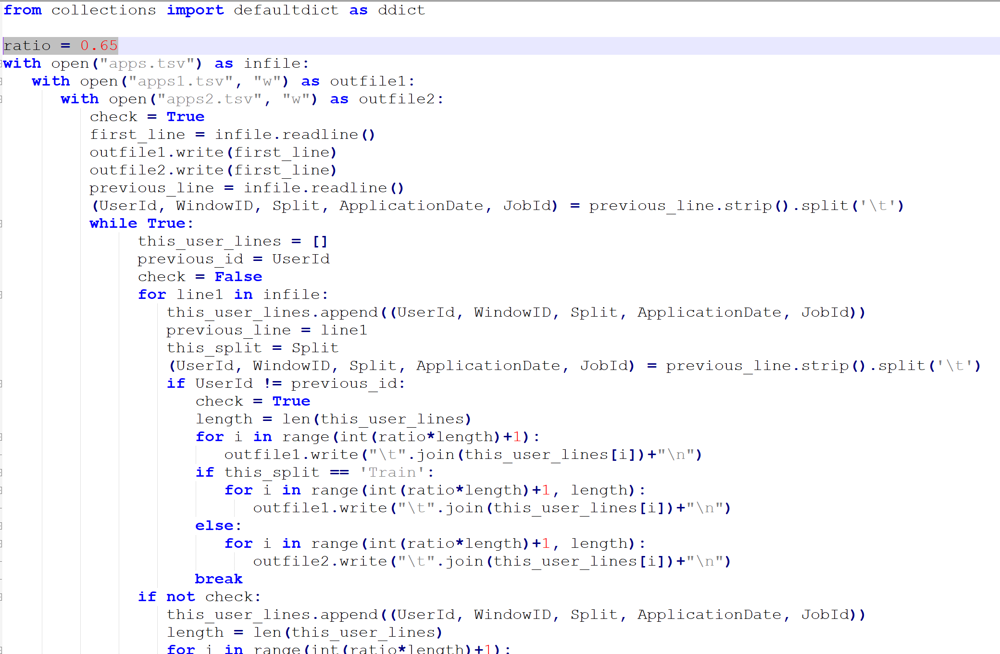 from collections import defaultdict as ddict
ratio = 0.65
with open("apps.tsv") as infile:
with open("apps1.tsv", "w") as outfile1:
with open("apps2.tsv", "w") as outfile2:
check = True
first_line = infile.readline()
outfile1.write(first_line)
outfile2.write(first_line)
previous_line = infile.readline()
(UserId, WindowID, Split, ApplicationDate, JobId) = previous_line.strip().split('\t')
while True:
this_user_lines = []
previous_id = UserId
check = False
for line1 in infile:
this_user_lines.append((UserId, WindowID, Split, ApplicationDate, JobId))
previous_line = line1
this_split = Split
(UserId, WindowID, Split, ApplicationDate, JobId) = previous_line.strip().split('\t')
if UserId != previous_id:
check = True
length = len(this_user_lines)
for i in range(int(ratio*length)+1):
outfile1.write("\t".join(this_user_lines[i])+"\n")
if this_split == 'Train':
for i in range(int(ratio*length)+1, length):
outfile1.write("\t".join(this_user_lines[i])+"\n")
else:
for i in range(int(ratio*length)+1, length):
outfile2.write("\t".join(this_user_lines[i])+"\n")
break
if not check:
this_user_lines.append((UserId, WindowID, Split, ApplicationDate, JobId))
length = len(this_user_lines)
for i in range(int(ratio*length)+1):